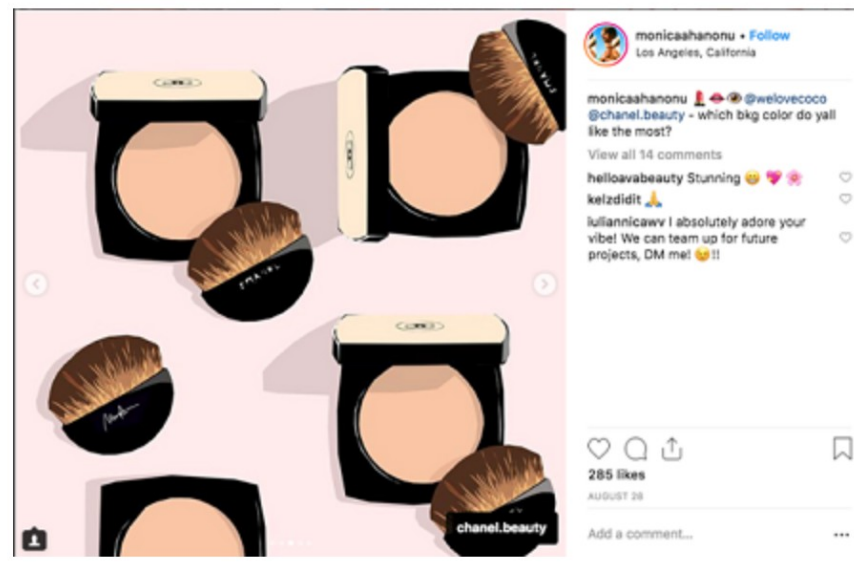 CHANEL
CHANEL
chanel.beauty
monicaahanonu • Follow
Los Angeles, California
monicaahanonu 💄👄👁 @welovecoco
@chanel.beauty - which bkg color do yall
like the most?
View all 14 comments
helloavabeauty Stunning 😁 💖 🌸
kelzdidit 🙏
iuliannicawv I absolutely adore your
vibe! We can team up for future
projects, DM me! 😉!!
285 likes
AUGUST 28
Add a comment...